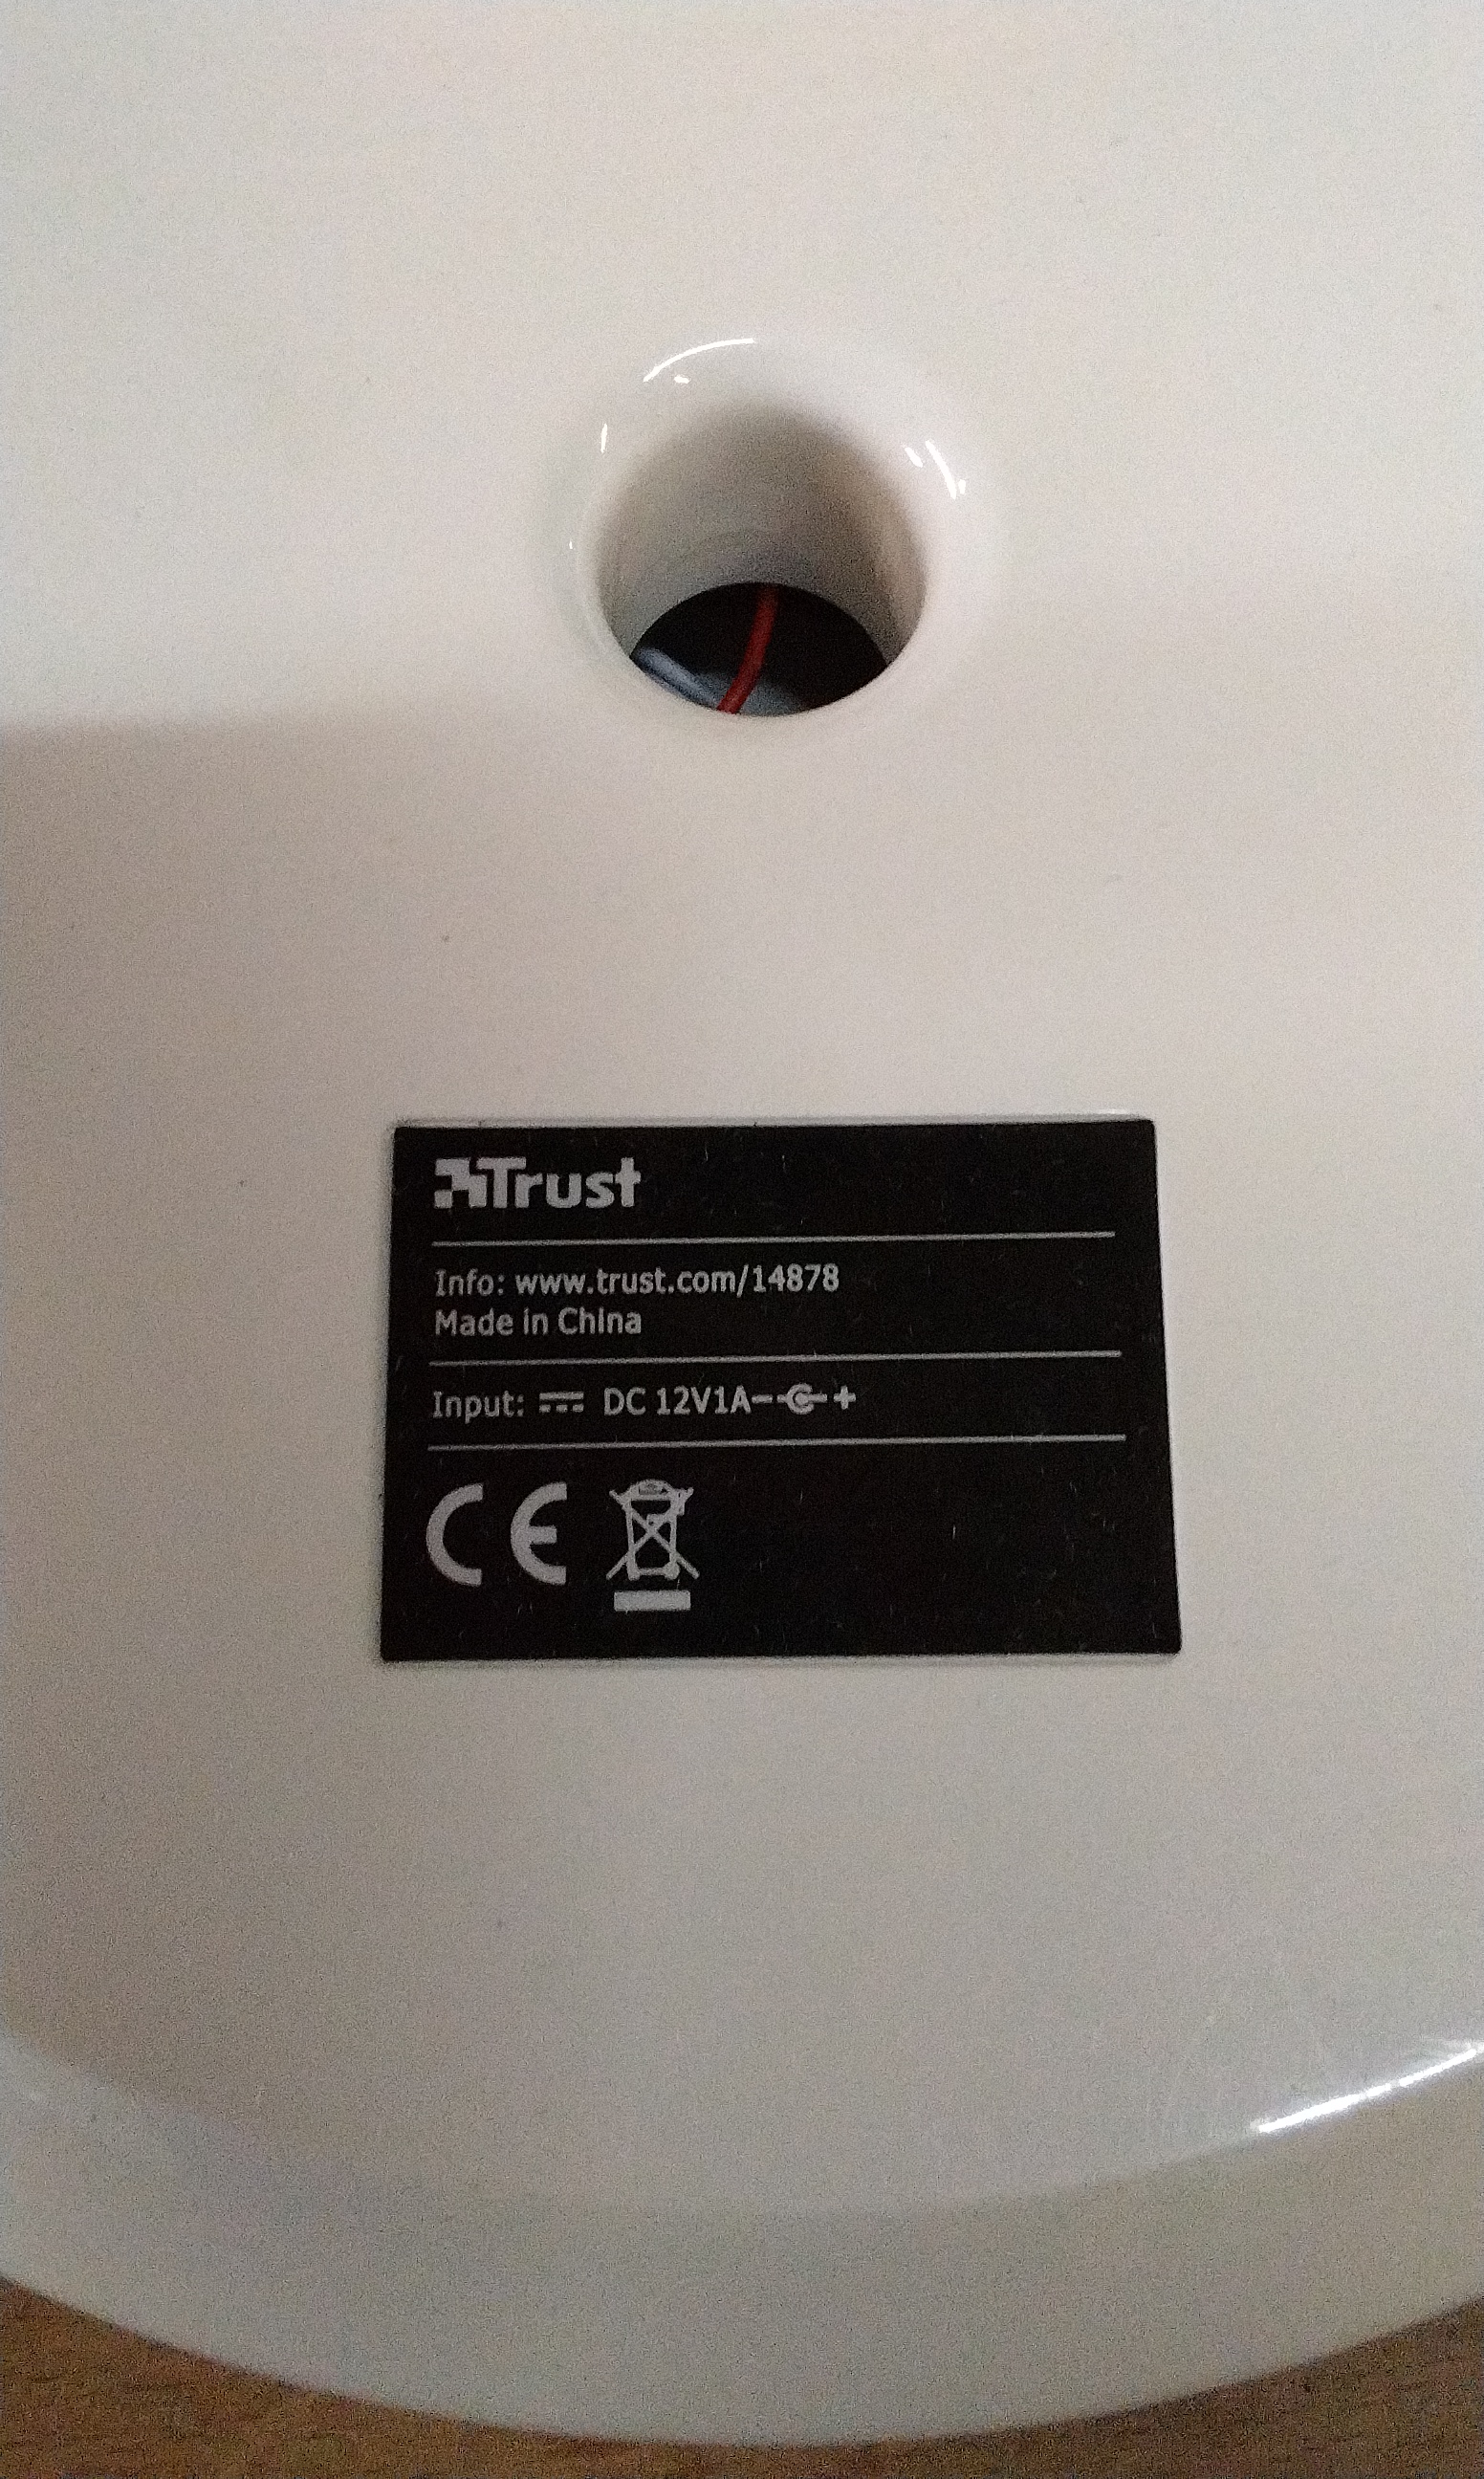 Trust
Info: www.trust.com/14878
Made in China
Input: DC 12V1A - +
CE